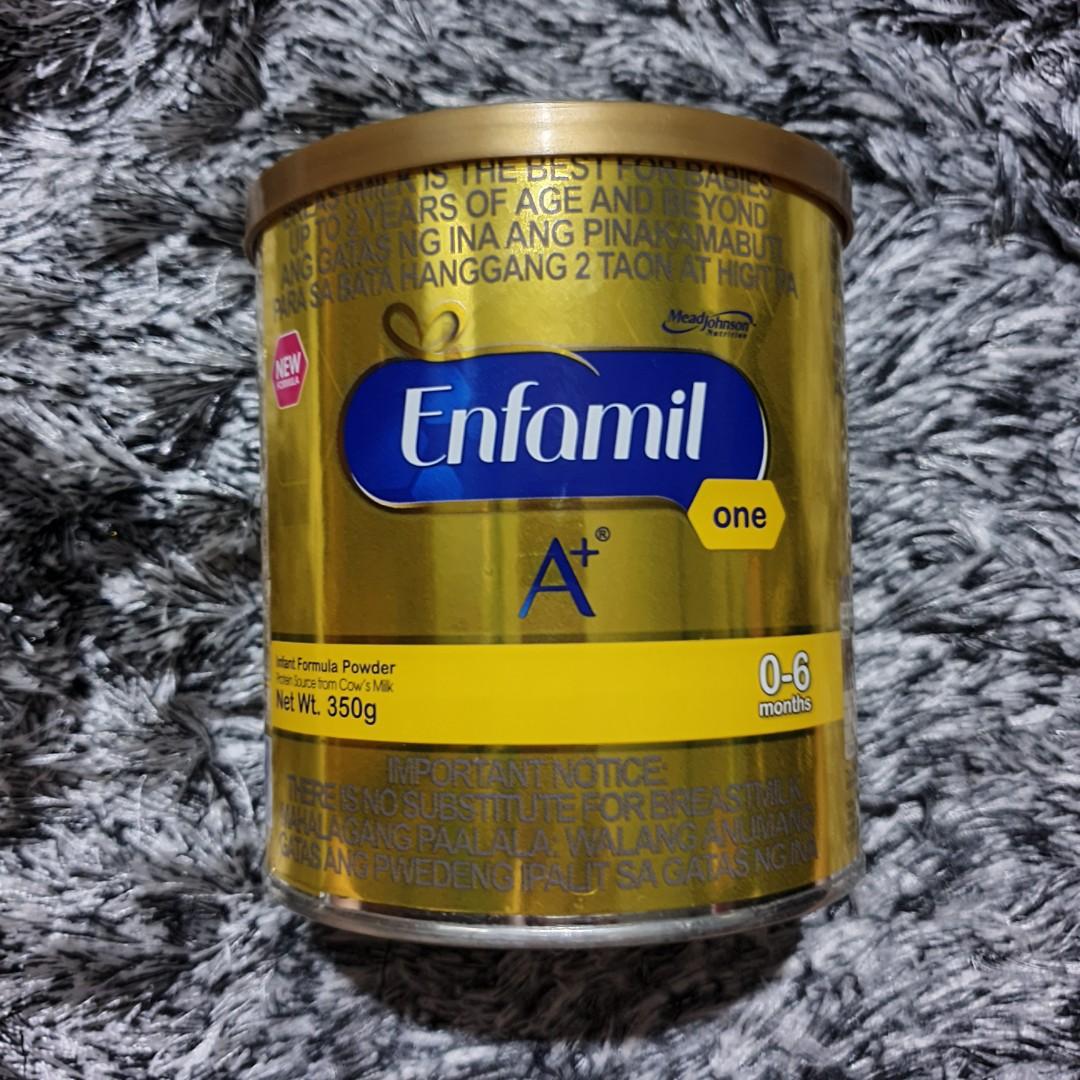 BREASTMILK IS THE BEST FOR BABIES
UP TO 2 YEARS OF AGE AND BEYOND
ANG GATAS NG INA ANG PINAKAMABUTI
PARA SA BATA HANGGANG 2 TAON AT HIGIT PA
MeadJohnson
Nutrition
NEW
FORMULA
Enfamil
one
A+®
Infant Formula Powder
Protein Source from Cow's Milk
Net Wt. 350g
0-6
months
IMPORTANT NOTICE:
THERE IS NO SUBSTITUTE FOR BREASTMILK
MAHALAGANG PAALALA: WALANG ANUMANG
GATAS ANG PWEDENG IPALIT SA GATAS NG INA